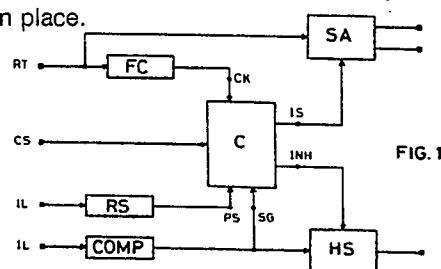 n place.
SA
RT
FC
CK
IS
CS
C
INH
FIG. 1
IL
RS
PS
SG
IL
COMP
HS